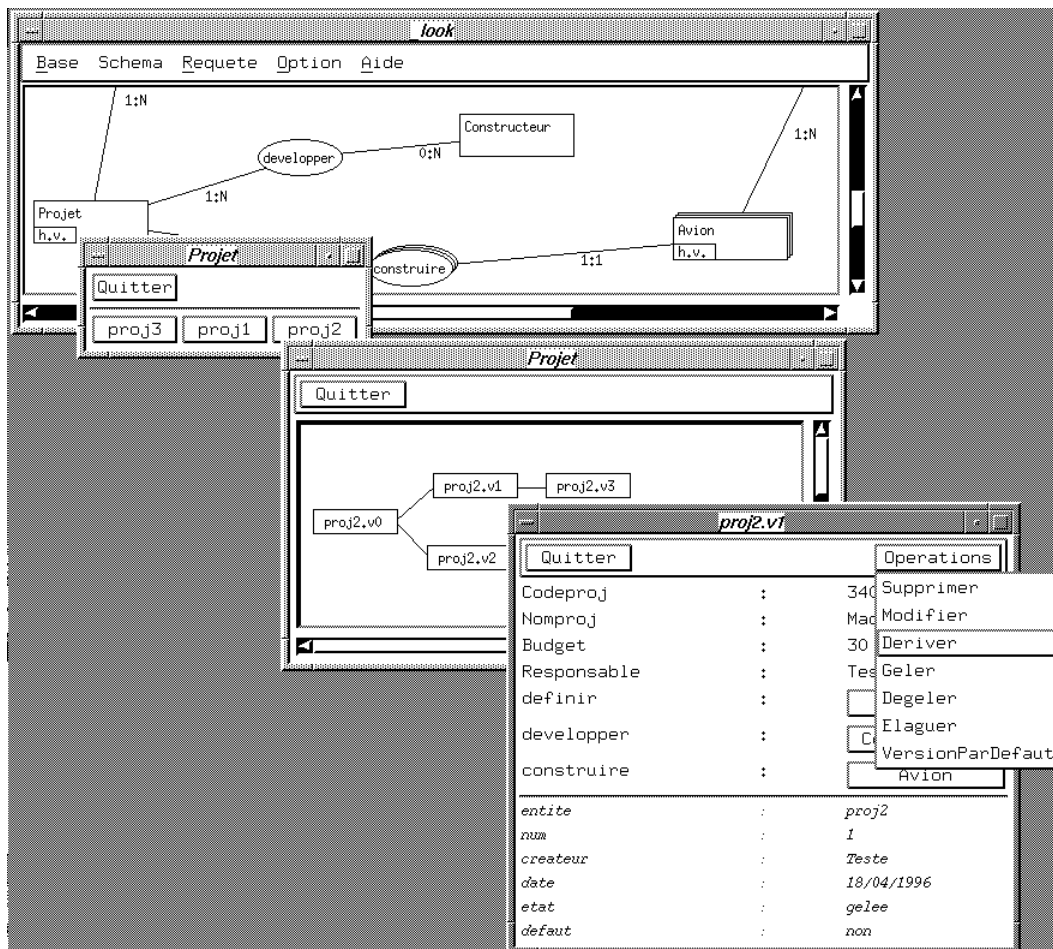 _look
Base Schema Requete Option Aide
1:N
Constructeur
1:N
developper
0:N
1:N
Projet
h.v.
Avion
h.v.
construire
1:1
Projet
Quitter
proj3 proj1 proj2
Projet
Quitter
proj2.v1 proj2.v3
proj2.v0
proj2.v2
proj2.v1
Quitter Operations
Supprimer
Modifier
Deriver
Geler
Degeler
Elaguer
VersionParDefaut
Codeproj : 340
Nomproj :
Budget : 30
Responsable :
definir :
developper :
construire : Avion
entite : proj2
num : 1
createur : Teste
date : 18/04/1996
etat : gelee
defaut : non